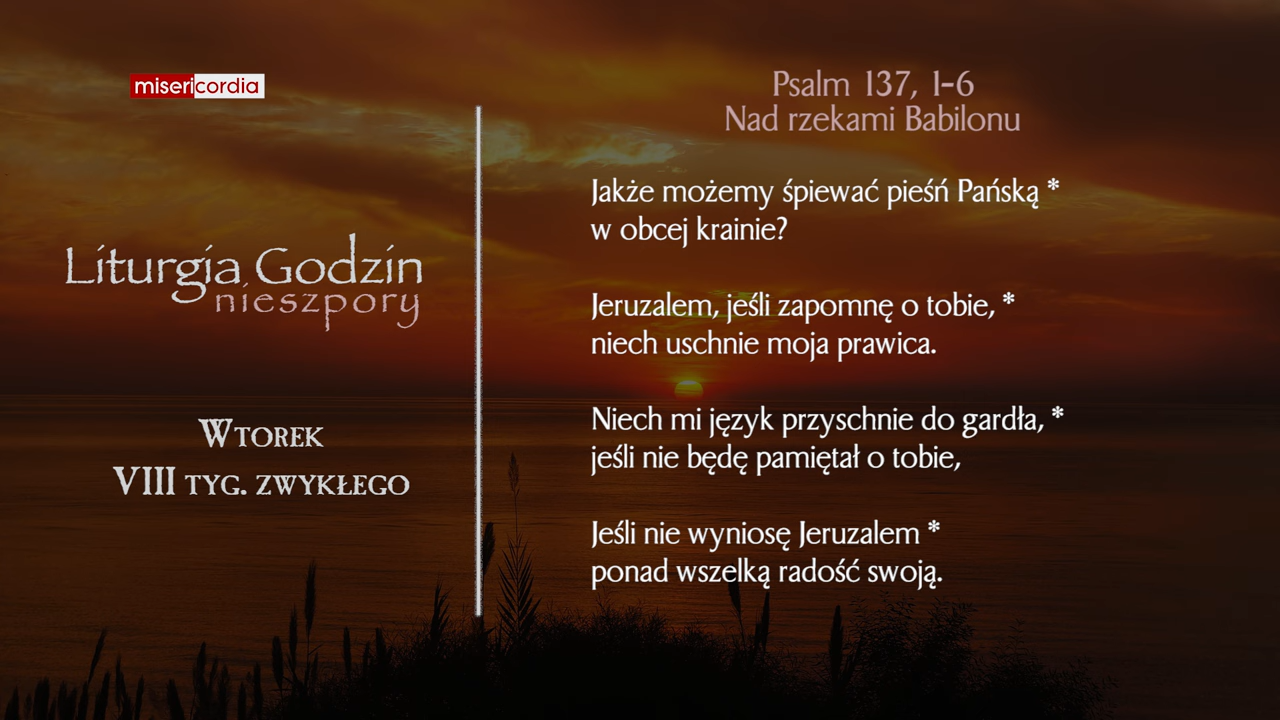 misericordia
Liturgia Godzin
nieszpory
Wtorek
VIII tyg. zwykłego
Psalm 137, 1-6
Nad rzekami Babilonu
Jakże możemy śpiewać pieśń Pańską *
w obcej krainie?
Jeruzalem, jeśli zapomnę o tobie, *
niech uschnie moja prawica.
Niech mi język przyschnie do gardła, *
jeśli nie będę pamiętał o tobie,
Jeśli nie wyniosę Jeruzalem *
ponad wszelką radość swoją.